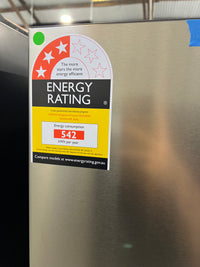 The more
stars the more
energy efficient
ENERGY
RATING
Energy consumption
542
kWh per year
Compare models at www.energyrating.gov.au